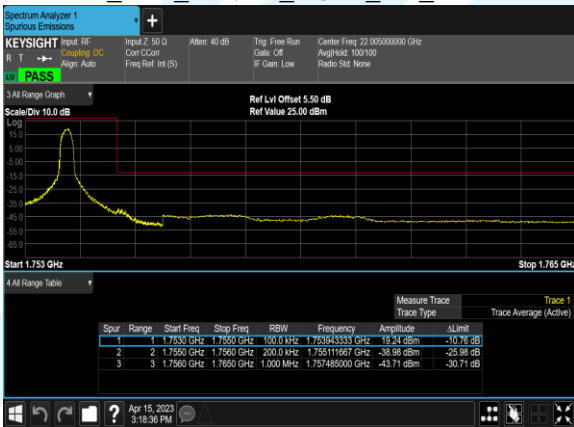 Spectrum Analyzer 1
Spurious Emissions
+
KEYSIGHT Input: RF Input Z: 50 Ω Atten: 40 dB Trig: Free Run Center Freq: 22.005000000 GHz
R T Coupling: DC Corr CCorr Gate: Off Avg|Hold: 100/100
Align: Auto Freq Ref: Int (S) IF Gain: Low Radio Std: None
PASS
3 All Range Graph
Ref Lvl Offset 5.50 dB
Scale/Div 10.0 dB Ref Value 25.00 dBm
Log
15.0
5.00
-5.00
-15.0
-25.0
-35.0
-45.0
-55.0
-65.0
Start 1.753 GHz Stop 1.765 GHz
4 All Range Table
Measure Trace Trace 1
Trace Type Trace Average (Active)
Spur Range Start Freq Stop Freq RBW Frequency Amplitude ΔLimit
1 1 1.7530 GHz 1.7550 GHz 100.0 kHz 1.753943333 GHz 19.24 dBm -10.76 dB
2 2 1.7550 GHz 1.7560 GHz 200.0 kHz 1.755111667 GHz -38.98 dBm -25.98 dB
3 3 1.7560 GHz 1.7650 GHz 1.000 MHz 1.757485000 GHz -43.71 dBm -30.71 dB
? Apr 15, 2023
3:18:36 PM